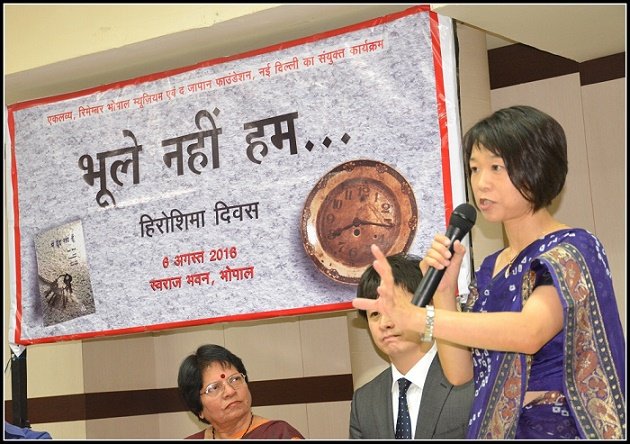 एकलव्य, रिमेम्बर भोपाल म्यूज़ियम एवं द जापान फाउंडेशन, नई दिल्ली का संयुक्त कार्यक्रम
भूले नहीं हम...
हिरोशिमा दिवस
6 अगस्त 2016
स्वराज भवन, भोपाल